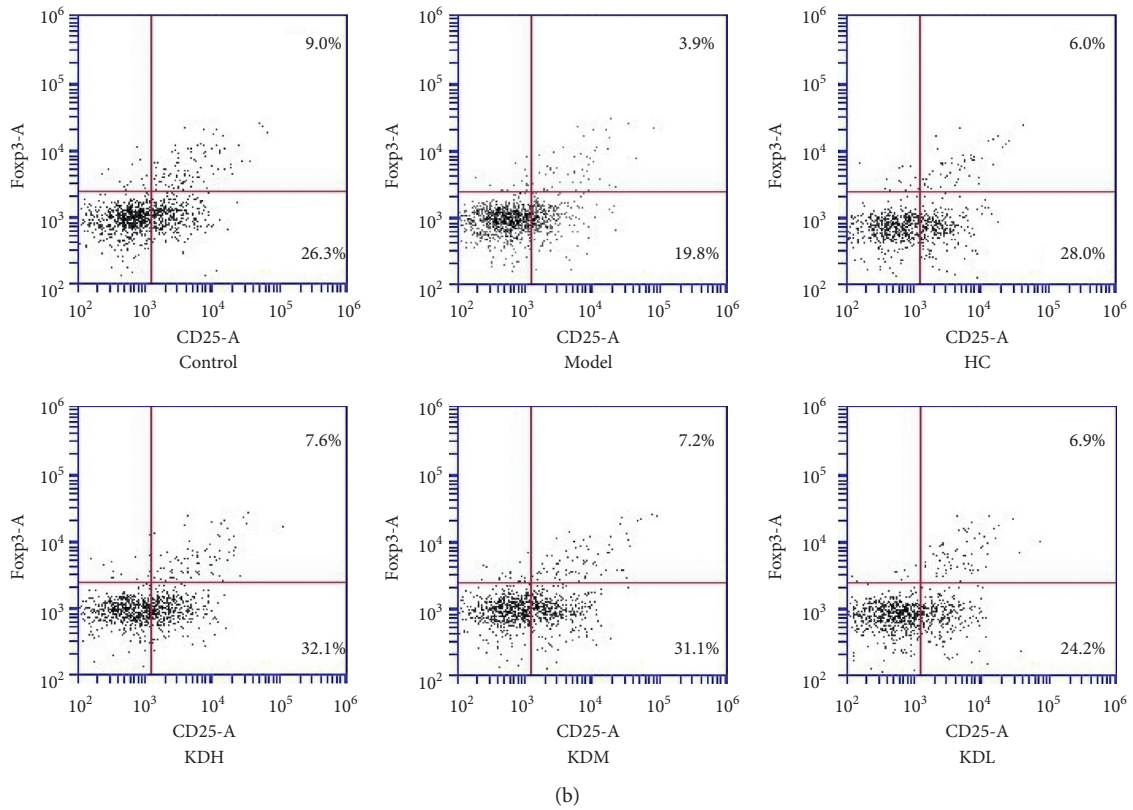 10⁶
10⁵
10⁴
10³
10²
Foxp3-A
9.0%
26.3%
10² 10³ 10⁴ 10⁵ 10⁶
CD25-A
Control
10⁶
10⁵
10⁴
10³
10²
Foxp3-A
3.9%
19.8%
10² 10³ 10⁴ 10⁵ 10⁶
CD25-A
Model
10⁶
10⁵
10⁴
10³
10²
Foxp3-A
6.0%
28.0%
10² 10³ 10⁴ 10⁵ 10⁶
CD25-A
HC
10⁶
10⁵
10⁴
10³
10²
Foxp3-A
7.6%
32.1%
10² 10³ 10⁴ 10⁵ 10⁶
CD25-A
KDH
10⁶
10⁵
10⁴
10³
10²
Foxp3-A
7.2%
31.1%
10² 10³ 10⁴ 10⁵ 10⁶
CD25-A
KDM
10⁶
10⁵
10⁴
10³
10²
Foxp3-A
6.9%
24.2%
10² 10³ 10⁴ 10⁵ 10⁶
CD25-A
KDL
(b)